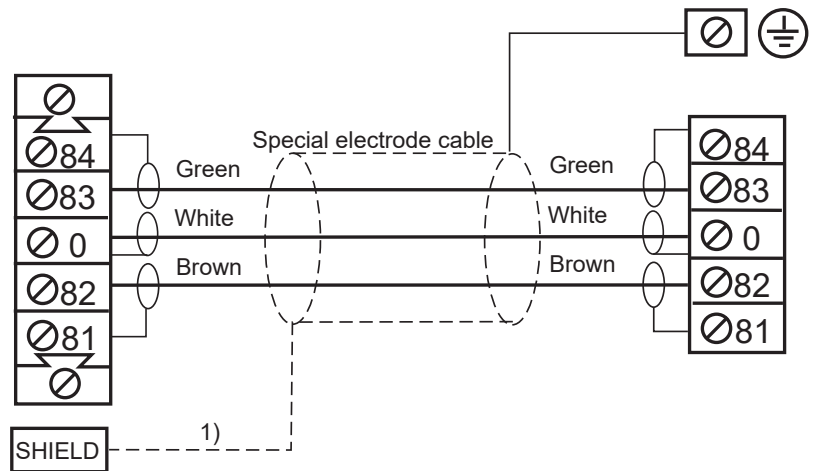 84
83
0
82
81
Special electrode cable
Green
White
Brown
Green
White
Brown
84
83
0
82
81
SHIELD
1)